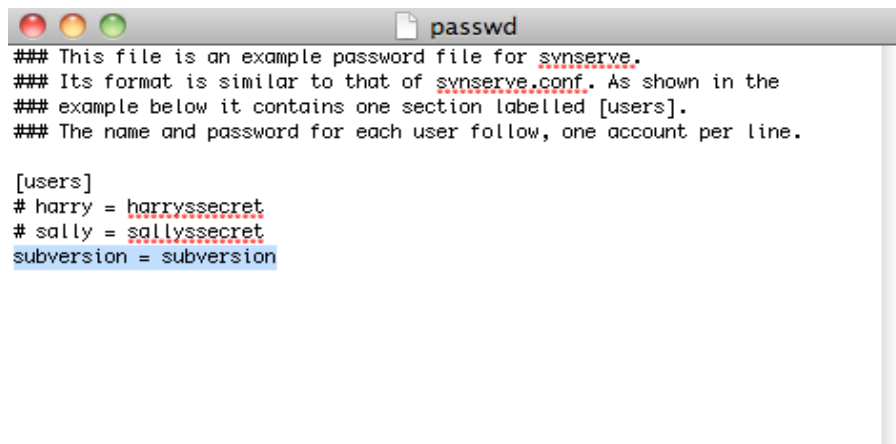 passwd
### This file is an example password file for svnserve.
### Its format is similar to that of svnserve.conf. As shown in the
### example below it contains one section labelled [users].
### The name and password for each user follow, one account per line.
[users]
# harry = harryssecret
# sally = sallyssecret
subversion = subversion